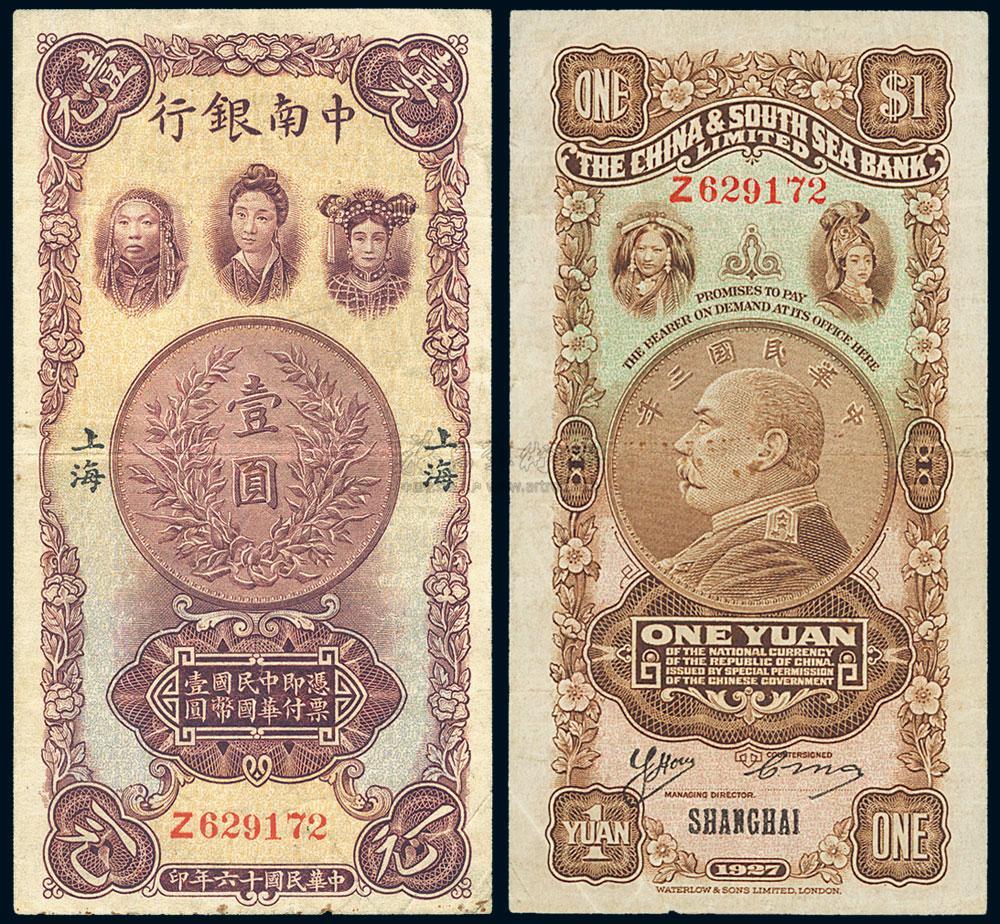 中南銀行
壹圓
上海
上海
憑票即付中華民國國幣壹圓
Z629172
中華民國十六年印
ONE
$1
THE CHINA & SOUTH SEA BANK,
LIMITED
Z629172
PROMISES TO PAY
THE BEARER ON DEMAND AT ITS OFFICE HERE
中華民國三年
ONE YUAN
OF THE NATIONAL CURRENCY
OF THE REPUBLIC OF CHINA.
ISSUED BY SPECIAL PERMISSION
OF THE CHINESE GOVERNMENT
COUNTERSIGNED
MANAGING DIRECTOR.
SHANGHAI
YUAN 1
ONE
1927
WATERLOW & SONS LIMITED, LONDON.